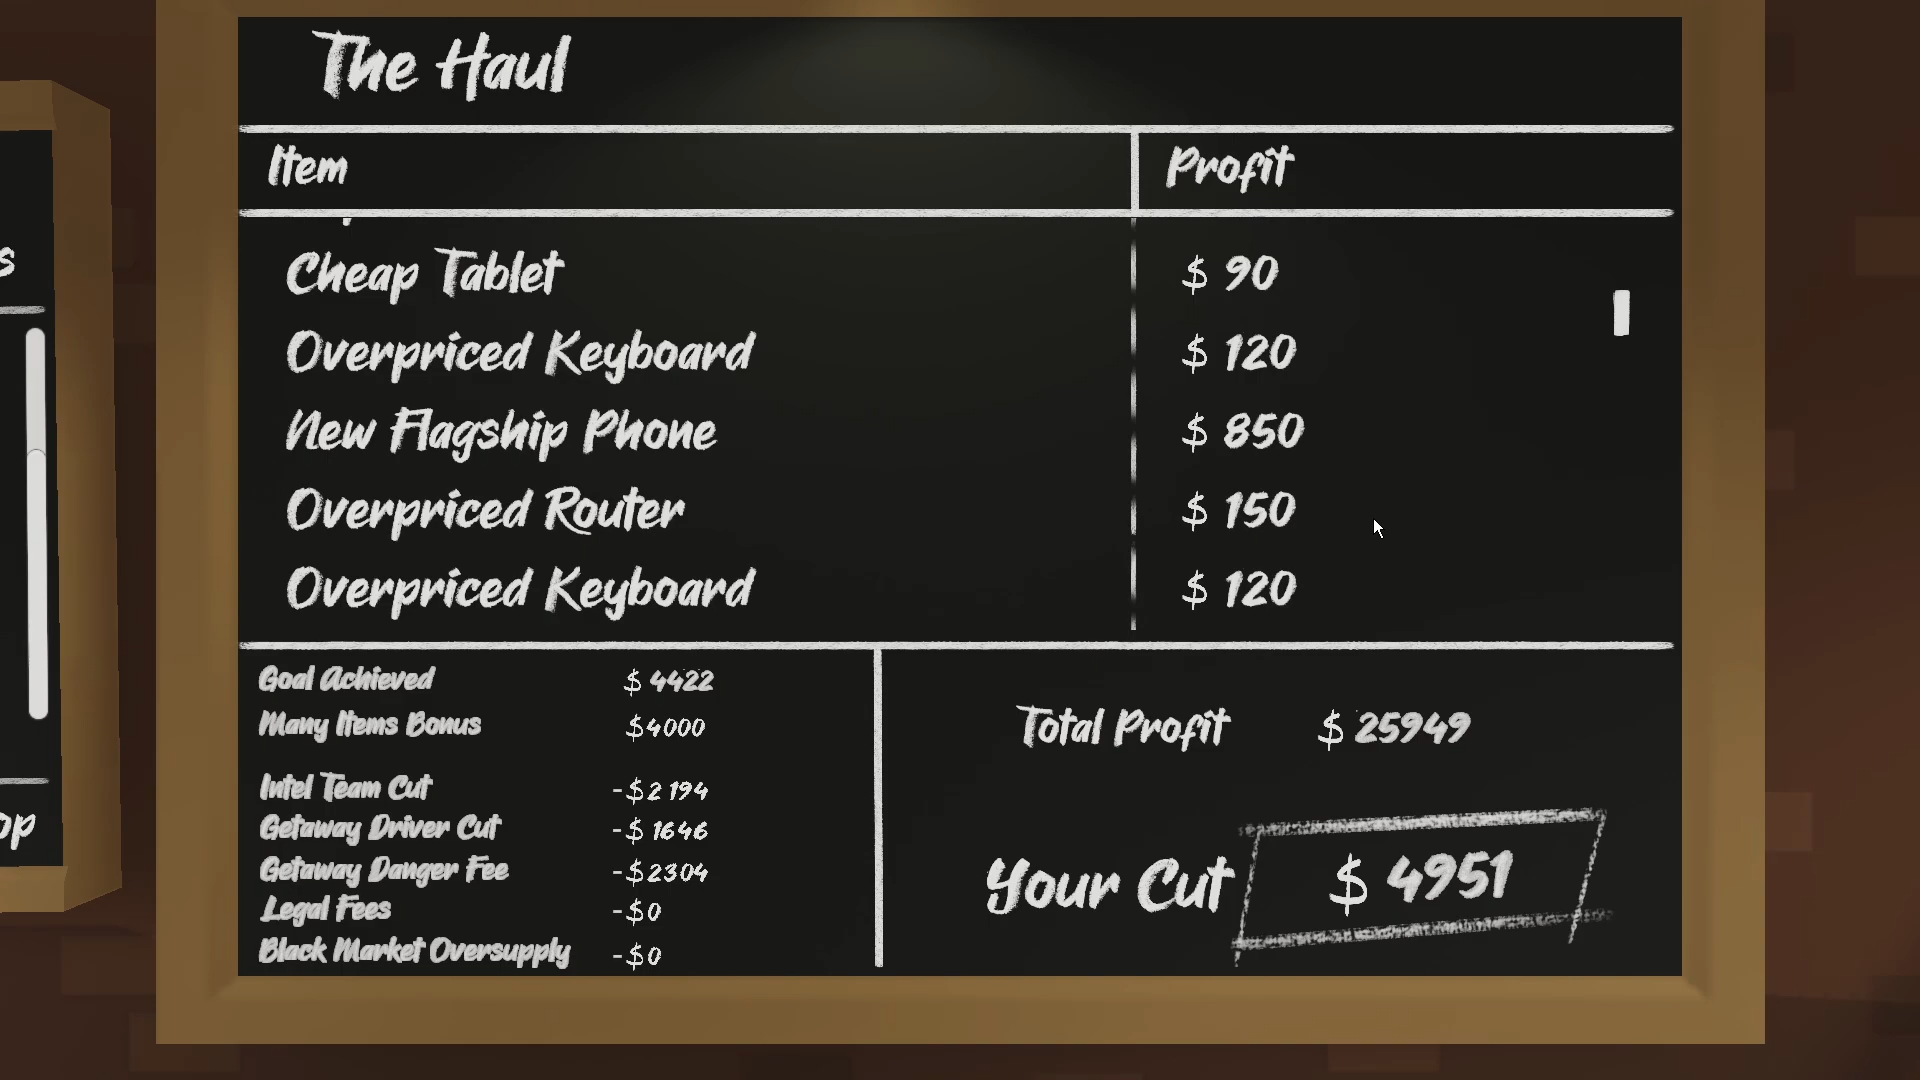 The Haul
Item Profit
Cheap Tablet $ 90
Overpriced Keyboard $ 120
New Flagship Phone $ 850
Overpriced Router $ 150
Overpriced Keyboard $ 120
Goal Achieved $ 4422
Many Items Bonus $4000
Intel Team Cut -$2194
Getaway Driver Cut -$ 1646
Getaway Danger Fee -$2304
Legal Fees -$0
Black Market Oversupply -$0
Total Profit $ 25949
Your Cut $ 4951